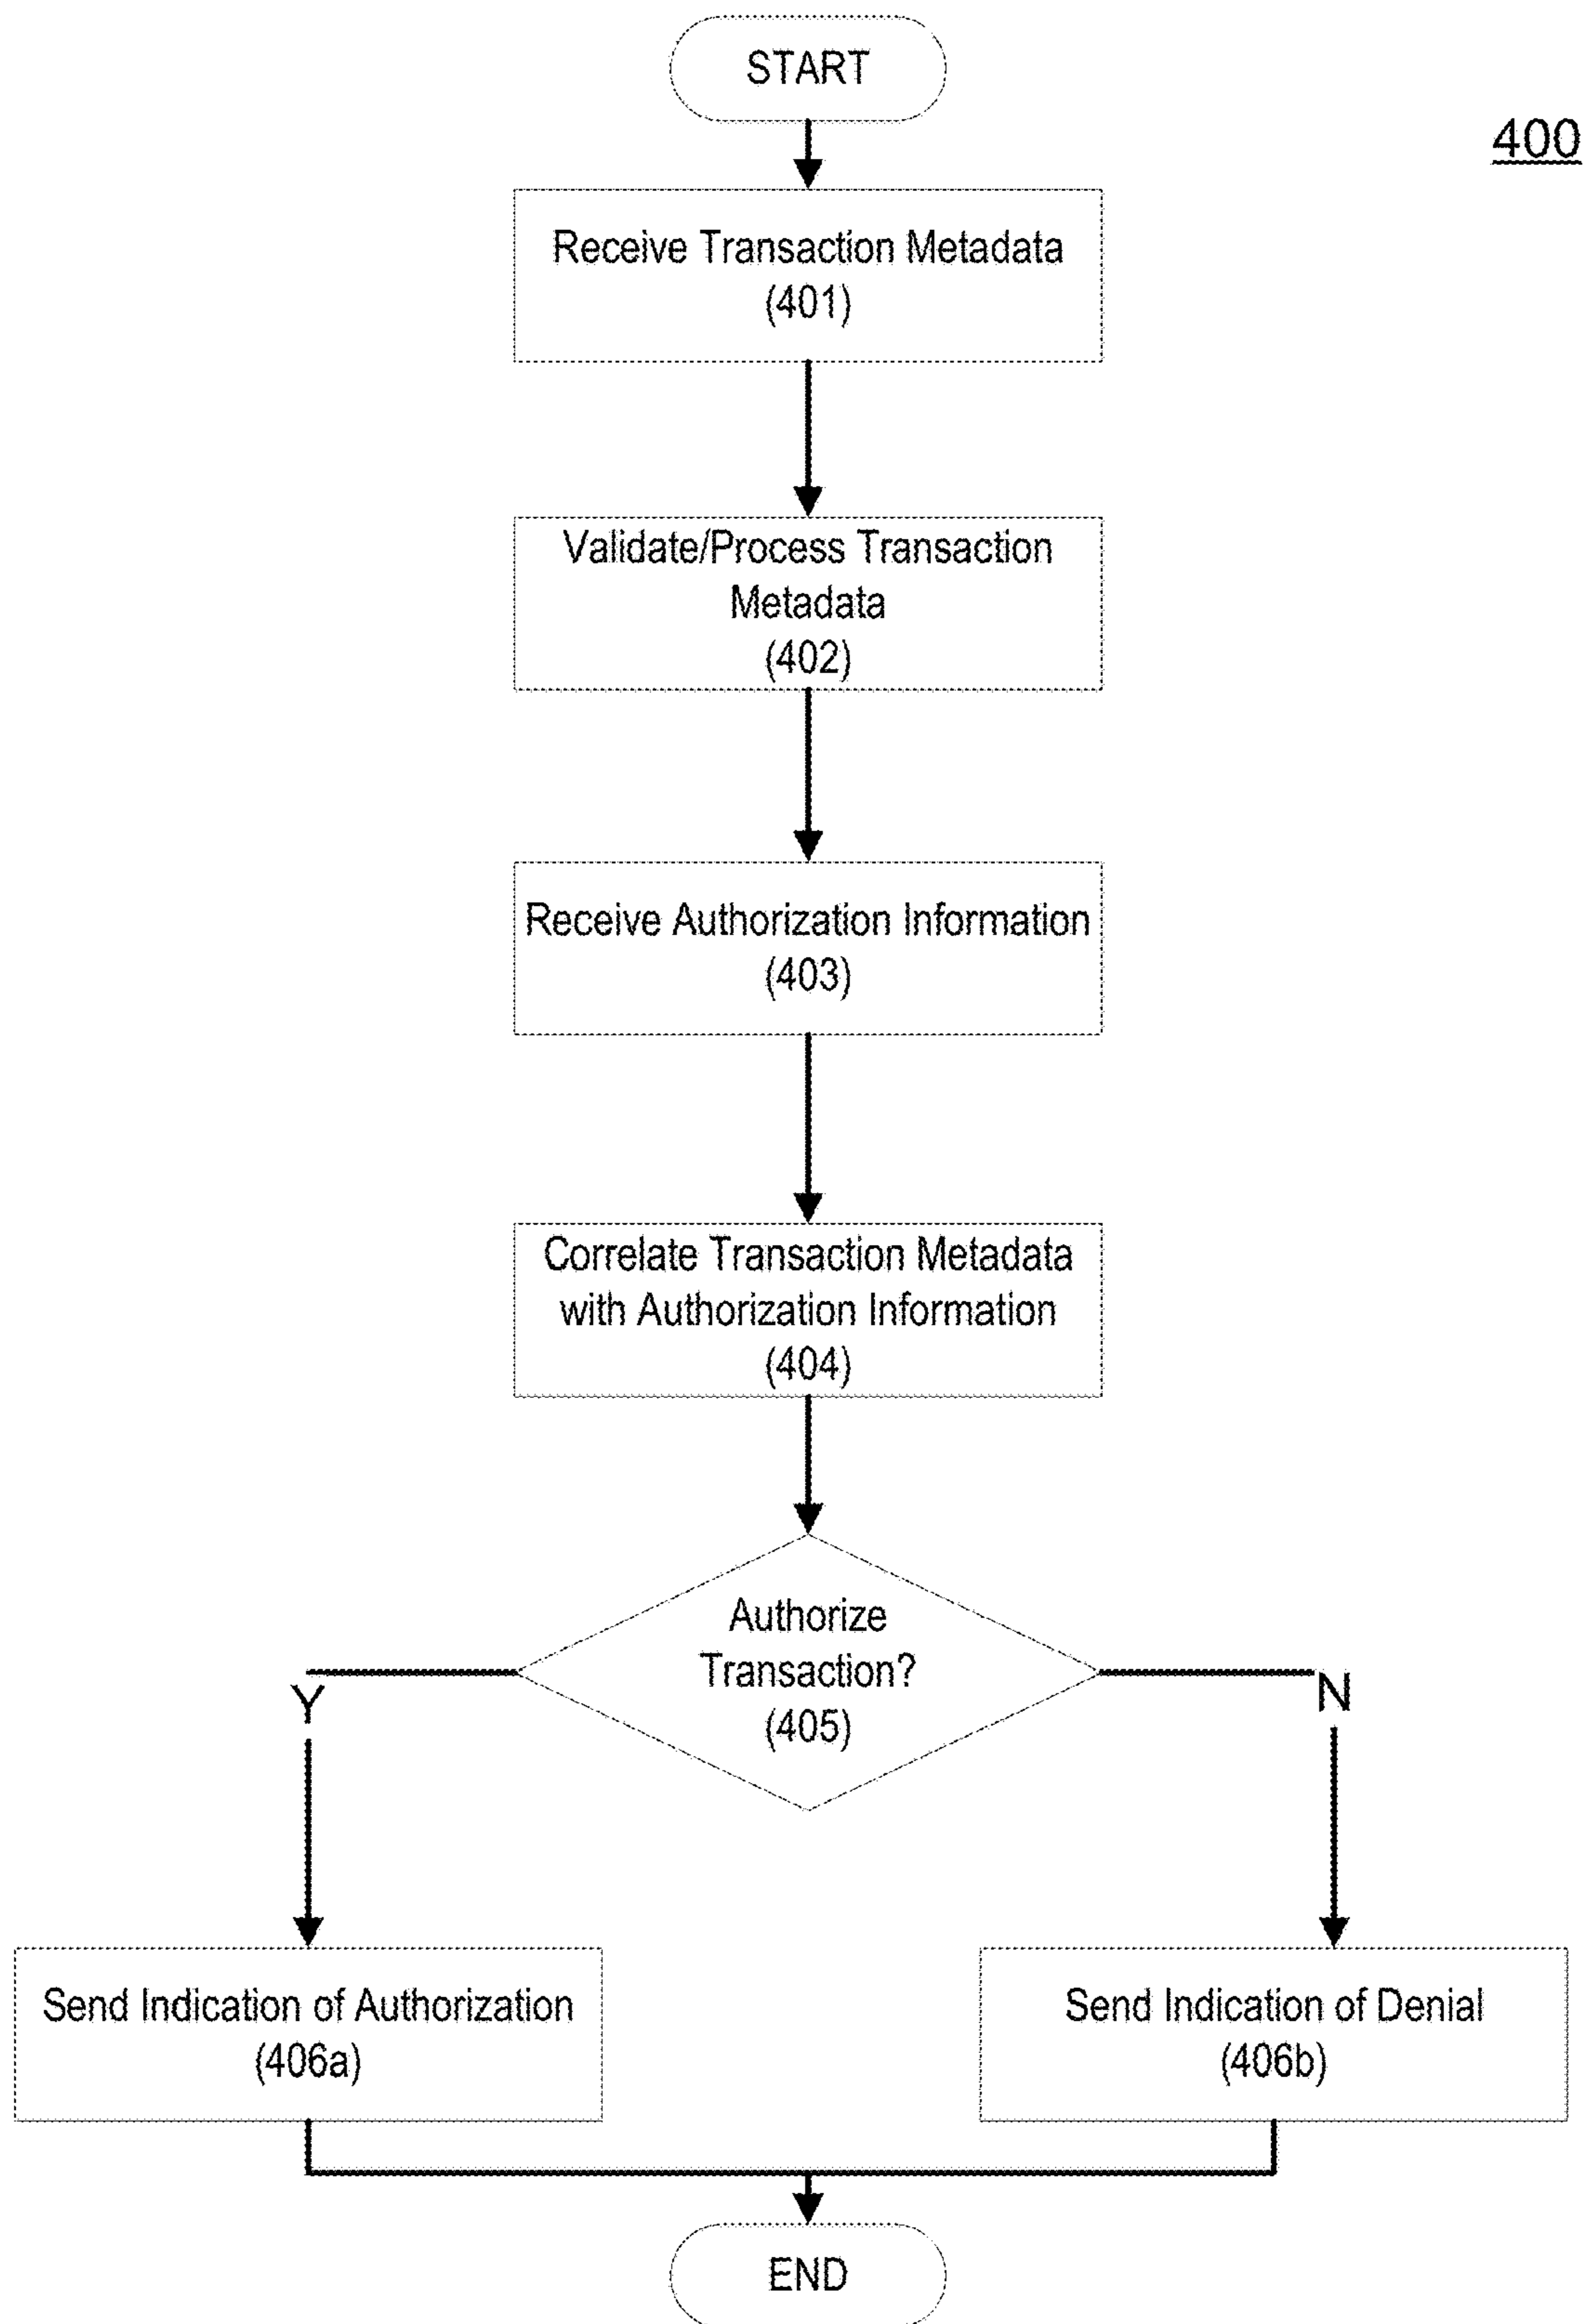 START
400
Receive Transaction Metadata
(401)
Validate/Process Transaction
Metadata
(402)
Receive Authorization Information
(403)
Correlate Transaction Metadata
with Authorization Information
(404)
Authorize
Transaction?
(405)
Y
N
Send Indication of Authorization
(406a)
Send Indication of Denial
(406b)
END